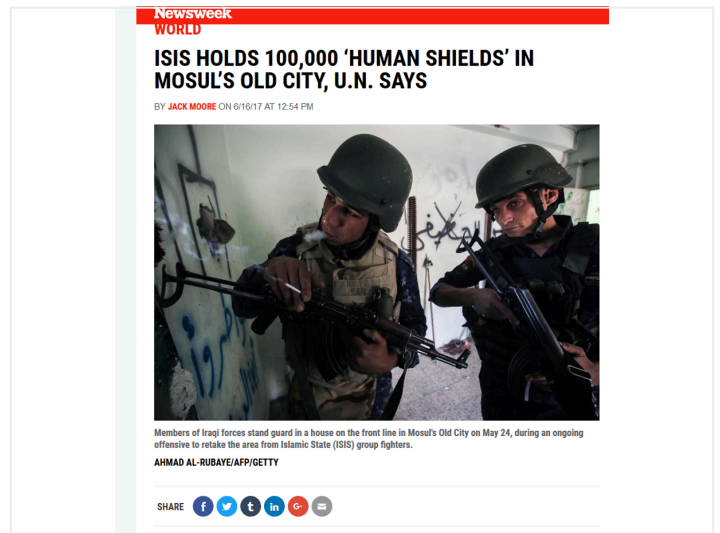 Newsweek
WORLD
ISIS HOLDS 100,000 ‘HUMAN SHIELDS’ IN
MOSUL’S OLD CITY, U.N. SAYS
BY JACK MOORE ON 6/16/17 AT 12:54 PM
Members of Iraqi forces stand guard in a house on the front line in Mosul's Old City on May 24, during an ongoing
offensive to retake the area from Islamic State (ISIS) group fighters.
AHMAD AL-RUBAYE/AFP/GETTY
SHARE f t in G+